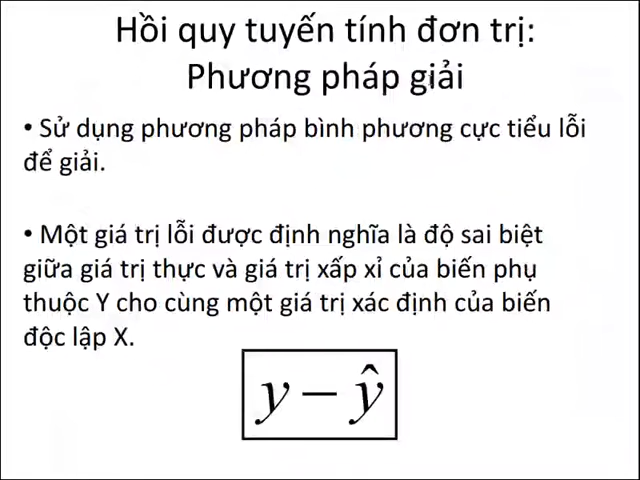 Hồi quy tuyến tính đơn trị:
Phương pháp giải
• Sử dụng phương pháp bình phương cực tiểu lỗi
để giải.
• Một giá trị lỗi được định nghĩa là độ sai biệt
giữa giá trị thực và giá trị xấp xỉ của biến phụ
thuộc Y cho cùng một giá trị xác định của biến
độc lập X.
y − ŷ